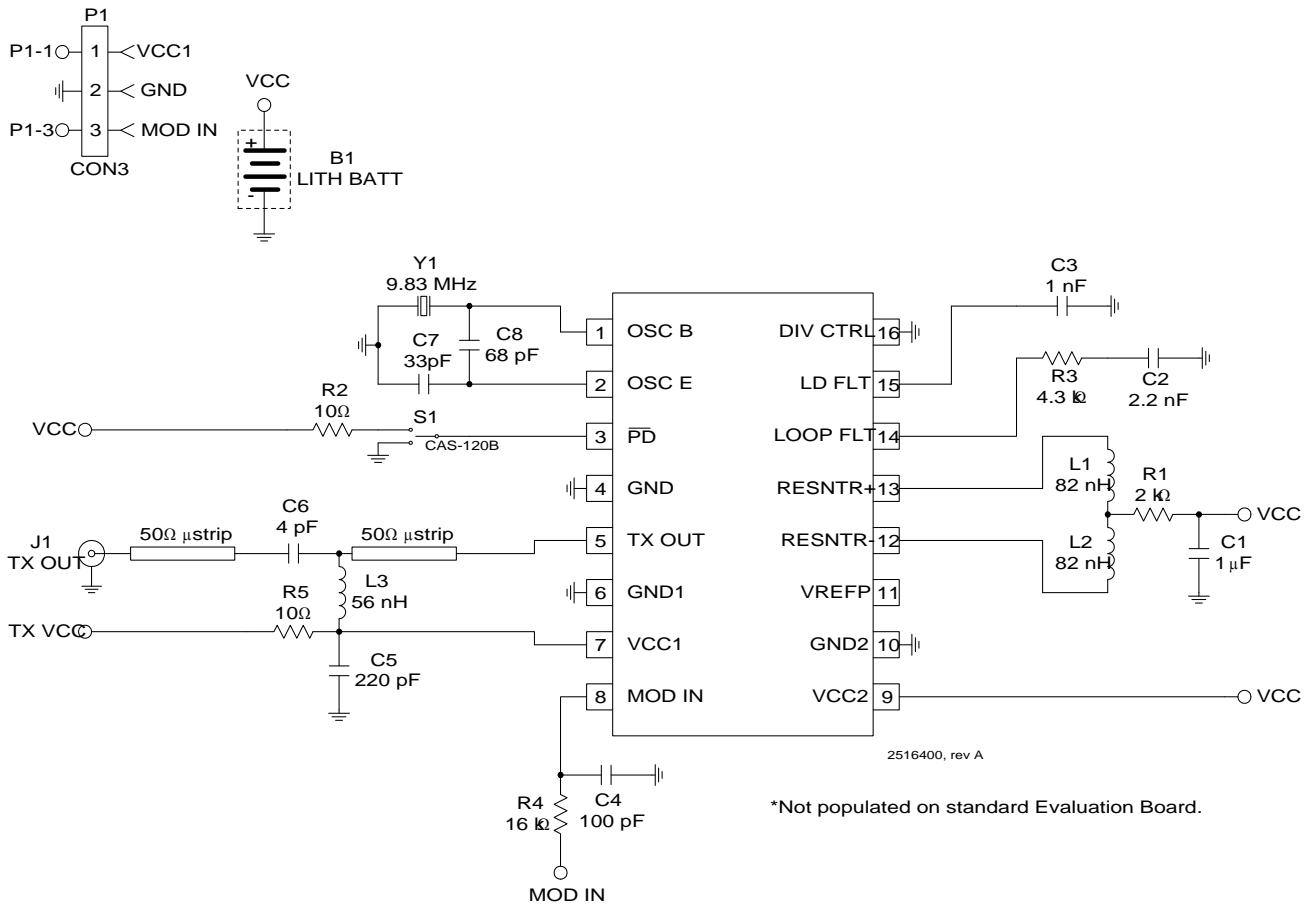 P1
P1-1
1
VCC1
2
GND
P1-3
3
MOD IN
CON3
VCC
+
-
B1
LITH BATT
Y1
9.83 MHz
C7
33pF
C8
68 pF
R2
10Ω
VCC
S1
CAS-120B
C6
4 pF
J1
TX OUT
50Ω μstrip
50Ω μstrip
L3
56 nH
R5
10Ω
TX VCC
C5
220 pF
1
OSC B
2
OSC E
3
PD
4
GND
5
TX OUT
6
GND1
7
VCC1
8
MOD IN
DIV CTRL
16
LD FLT
15
LOOP FLT
14
RESNTR+
13
RESNTR-
12
VREFP
11
GND2
10
VCC2
9
C3
1 nF
R3
4.3 kΩ
C2
2.2 nF
L1
82 nH
R1
2 kΩ
VCC
L2
82 nH
C1
1 μF
VCC
2516400, rev A
R4
16 kΩ
C4
100 pF
MOD IN
*Not populated on standard Evaluation Board.